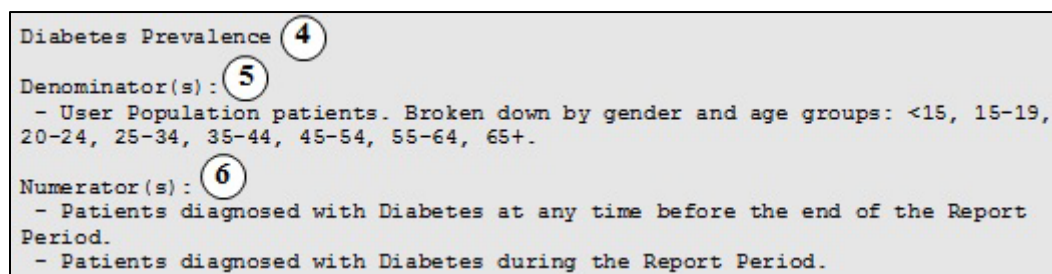 Diabetes Prevalence 4
Denominator(s): 5
- User Population patients. Broken down by gender and age groups: <15, 15-19,
20-24, 25-34, 35-44, 45-54, 55-64, 65+.
Numerator(s): 6
- Patients diagnosed with Diabetes at any time before the end of the Report
Period.
- Patients diagnosed with Diabetes during the Report Period.